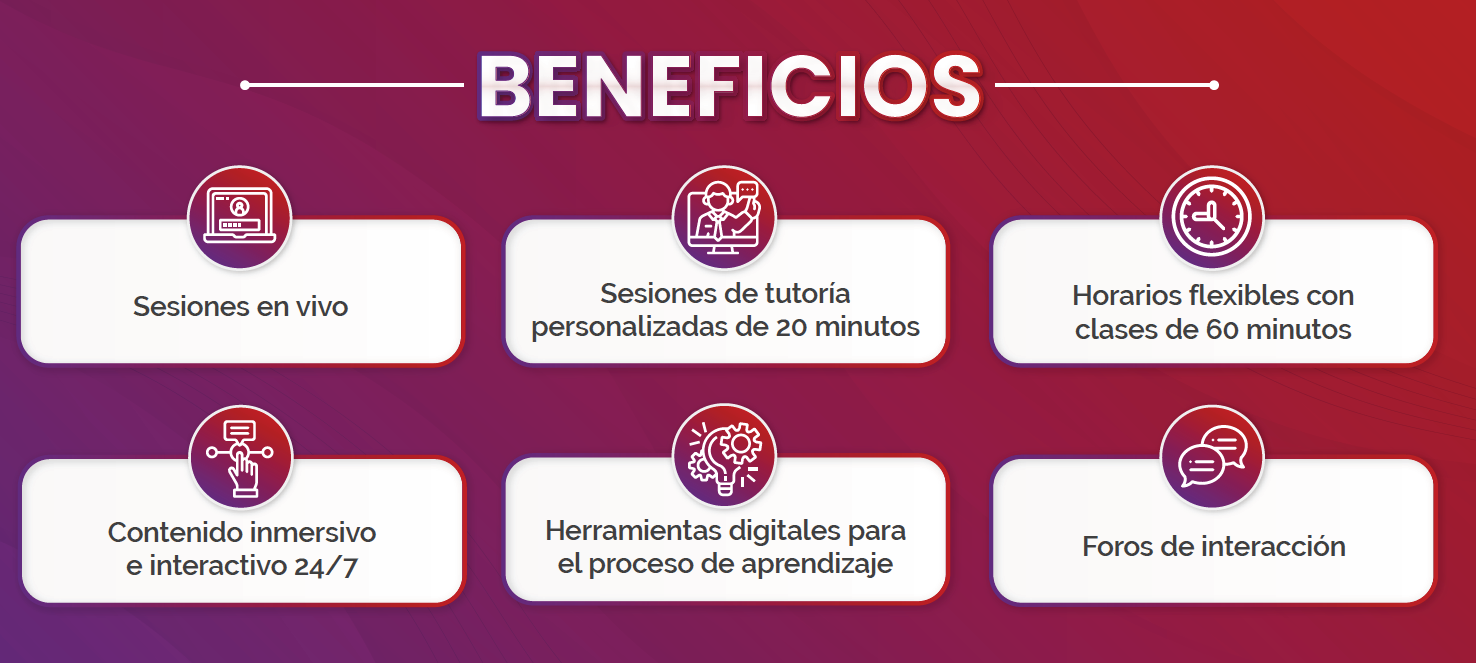 BENEFICIOS
Sesiones en vivo
Sesiones de tutoría
personalizadas de 20 minutos
Horarios flexibles con
clases de 60 minutos
Contenido inmersivo
e interactivo 24/7
Herramientas digitales para
el proceso de aprendizaje
Foros de interacción